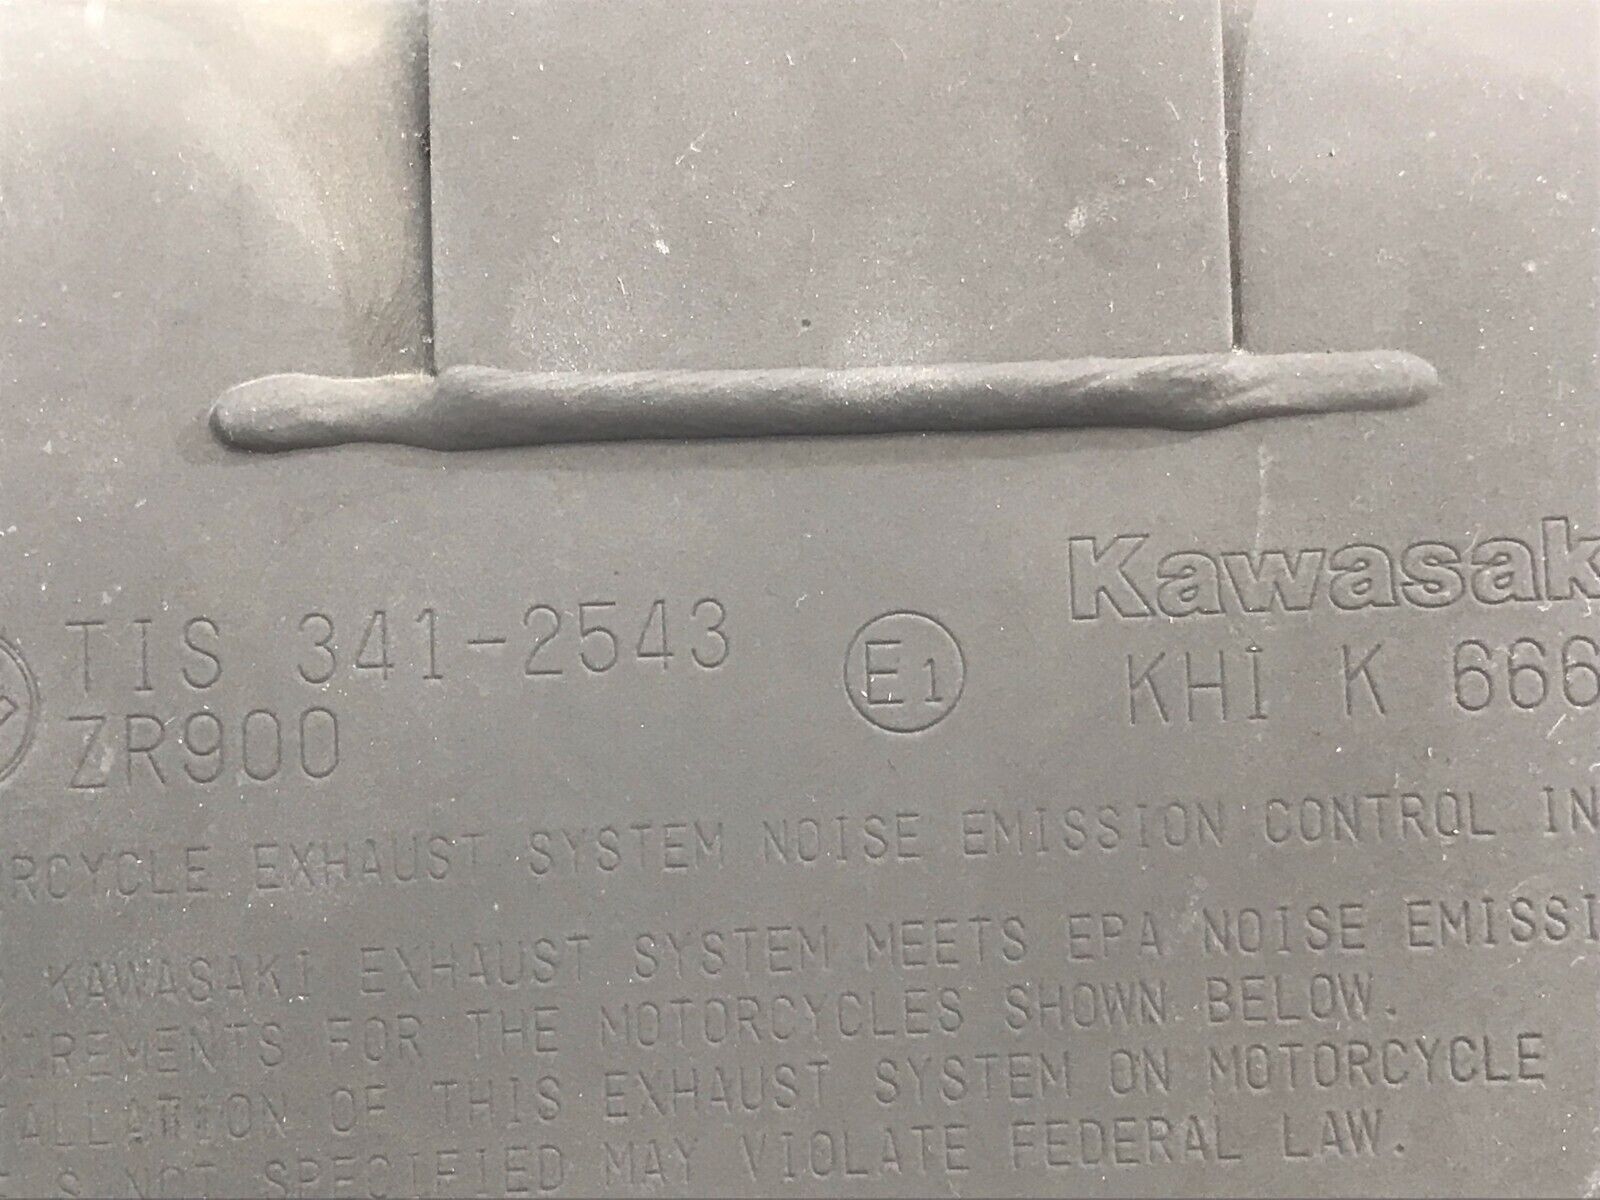 Kawasak
TIS 341-2543 E1 KHI K 666
ZR900
RCYCLE EXHAUST SYSTEM NOISE EMISSION CONTROL IN
KAWASAKI EXHAUST SYSTEM MEETS EPA NOISE EMISSI
IREMENTS FOR THE MOTORCYCLES SHOWN BELOW.
TALLATION OF THIS EXHAUST SYSTEM ON MOTORCYCLE
S NOT SPECIFIED MAY VIOLATE FEDERAL LAW.